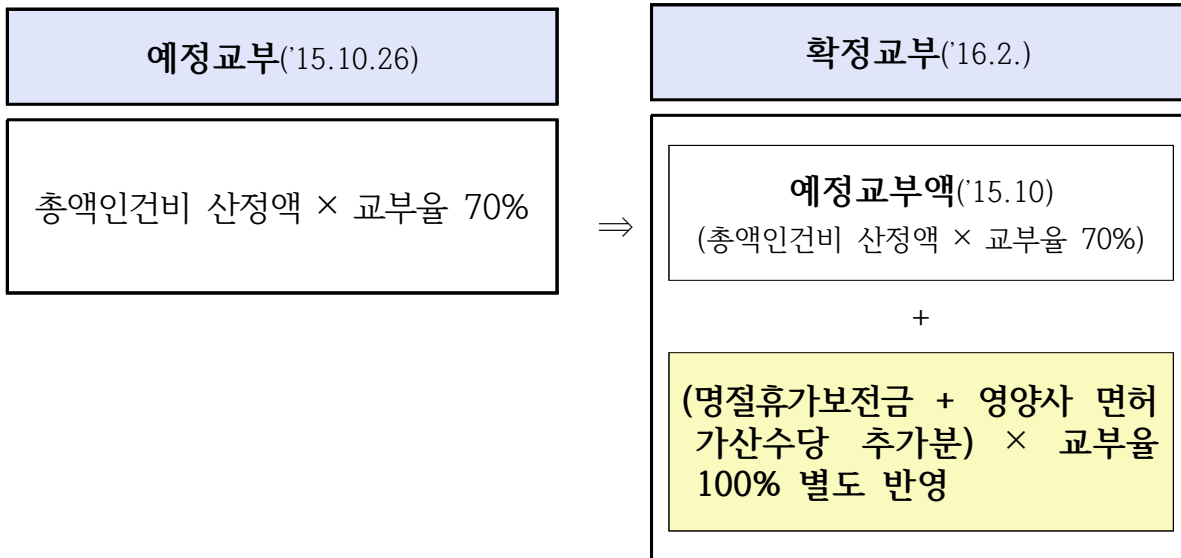 예정교부('15.10.26)
총액인건비 산정액 × 교부율 70%
⇒
확정교부('16.2.)
예정교부액('15.10)
(총액인건비 산정액 × 교부율 70%)
+
(명절휴가보전금 + 영양사 면허
가산수당 추가분) × 교부율
100% 별도 반영